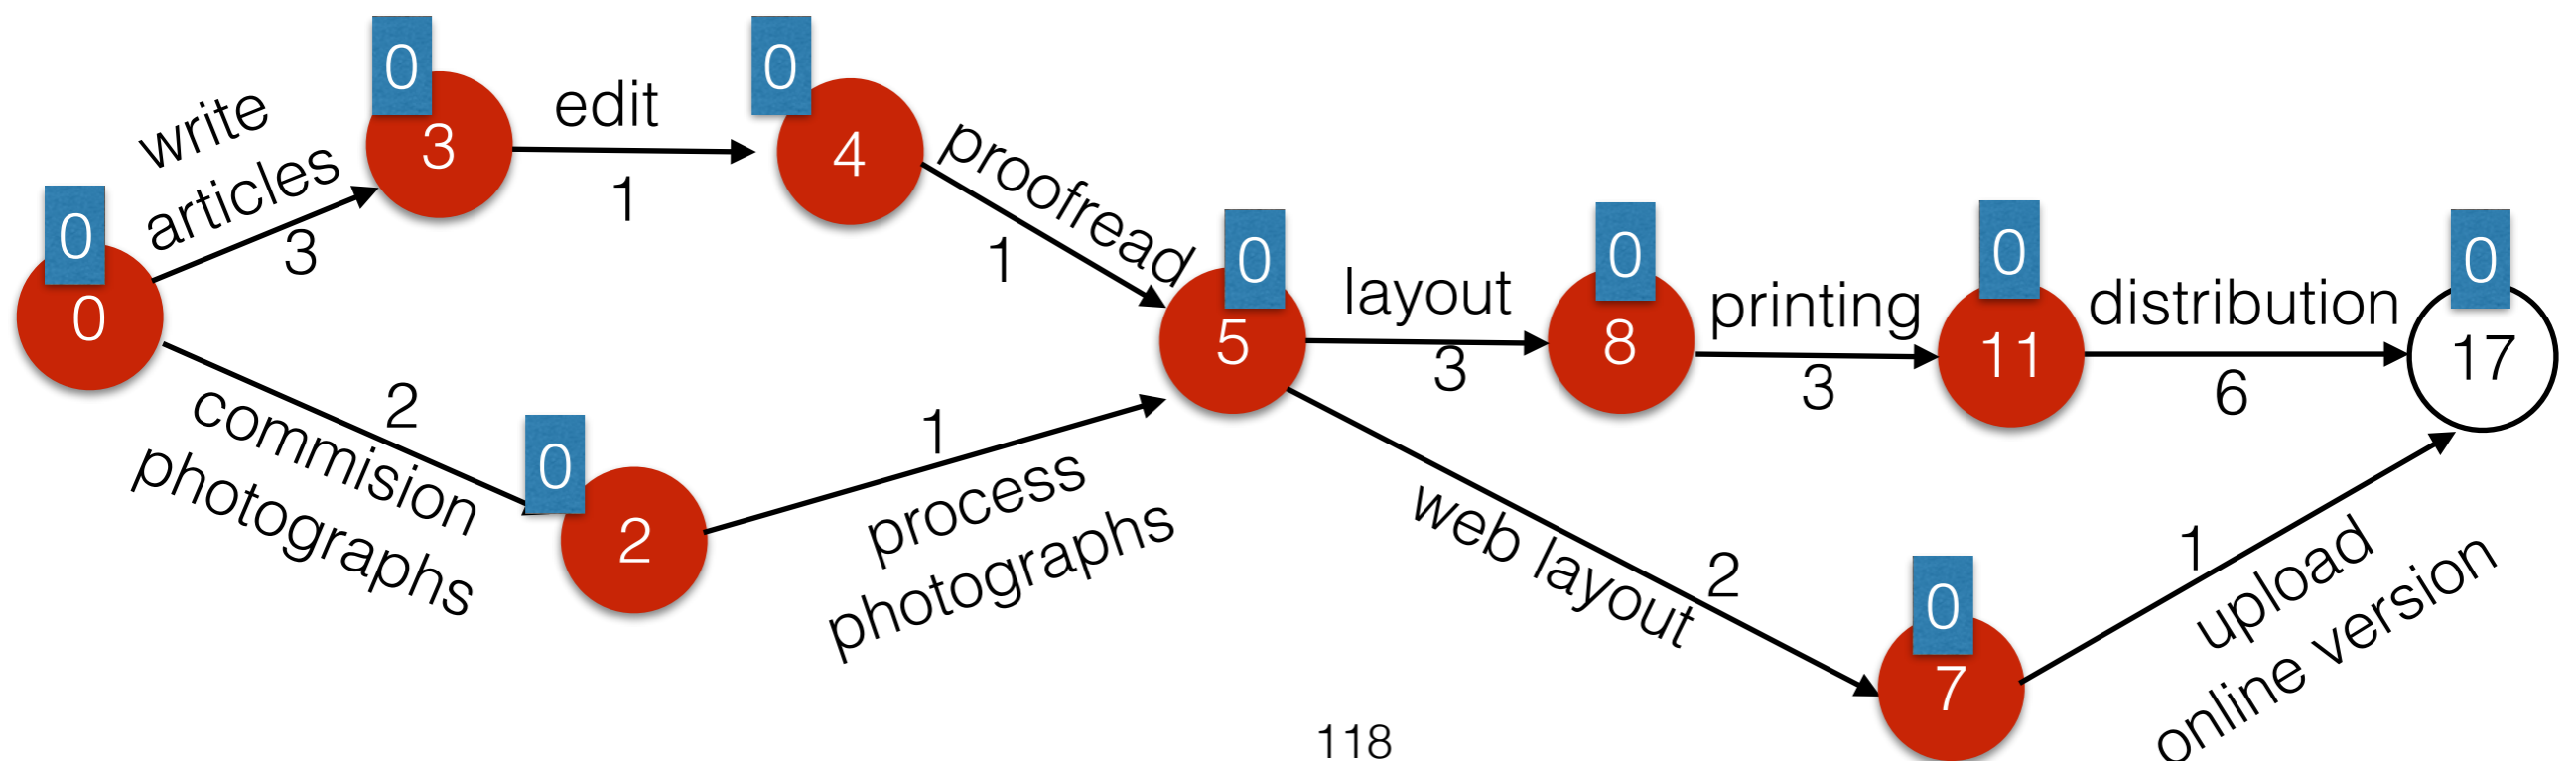 0
3
write
articles
3
0
0
edit
1
0
4
proofread
1
commision
photographs
2
0
2
1
process
photographs
0
5
layout
3
0
8
printing
3
0
11
distribution
6
0
17
web layout
2
0
7
1
upload
online version
118